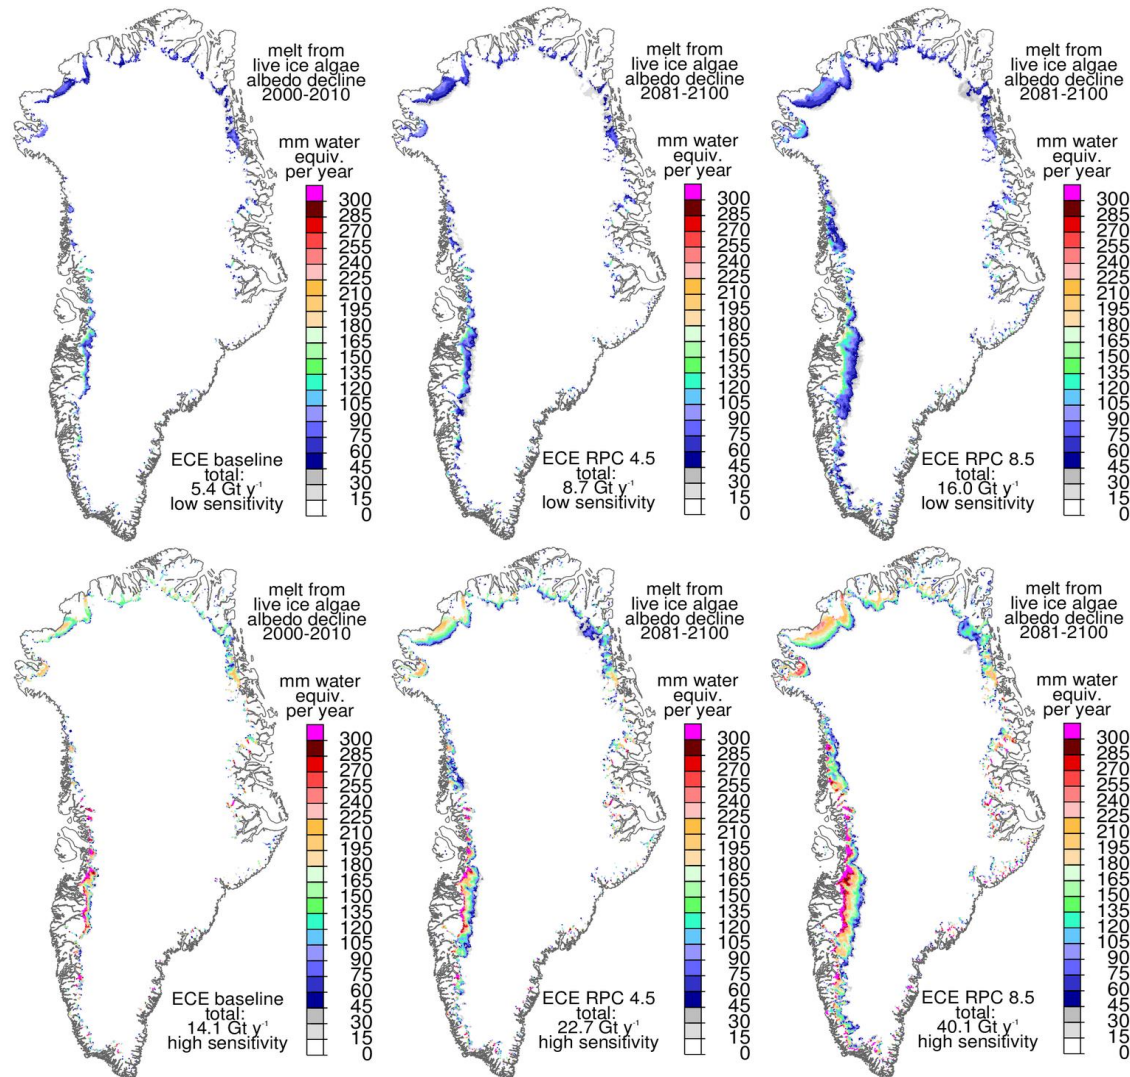 melt from
live ice algae
albedo decline
2000-2010
mm water
equiv.
per year
300
285
270
255
240
225
210
195
180
165
150
135
120
105
90
75
60
45
30
15
0
ECE baseline
total:
5.4 Gt y⁻¹
low sensitivity
melt from
live ice algae
albedo decline
2081-2100
mm water
equiv.
per year
300
285
270
255
240
225
210
195
180
165
150
135
120
105
90
75
60
45
30
15
0
ECE RPC 4.5
total:
8.7 Gt y⁻¹
low sensitivity
melt from
live ice algae
albedo decline
2081-2100
mm water
equiv.
per year
300
285
270
255
240
225
210
195
180
165
150
135
120
105
90
75
60
45
30
15
0
ECE RPC 8.5
total:
16.0 Gt y⁻¹
low sensitivity
melt from
live ice algae
albedo decline
2000-2010
mm water
equiv.
per year
300
285
270
255
240
225
210
195
180
165
150
135
120
105
90
75
60
45
30
15
0
ECE baseline
total:
14.1 Gt y⁻¹
high sensitivity
melt from
live ice algae
albedo decline
2081-2100
mm water
equiv.
per year
300
285
270
255
240
225
210
195
180
165
150
135
120
105
90
75
60
45
30
15
0
ECE RPC 4.5
total:
22.7 Gt y⁻¹
high sensitivity
melt from
live ice algae
albedo decline
2081-2100
mm water
equiv.
per year
300
285
270
255
240
225
210
195
180
165
150
135
120
105
90
75
60
45
30
15
0
ECE RPC 8.5
total:
40.1 Gt y⁻¹
high sensitivity